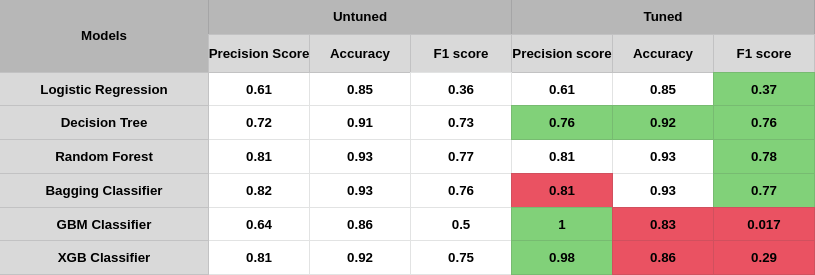 Models Untuned Tuned
Precision Score Accuracy F1 score Precision score Accuracy F1 score
Logistic Regression 0.61 0.85 0.36 0.61 0.85 0.37
Decision Tree 0.72 0.91 0.73 0.76 0.92 0.76
Random Forest 0.81 0.93 0.77 0.81 0.93 0.78
Bagging Classifier 0.82 0.93 0.76 0.81 0.93 0.77
GBM Classifier 0.64 0.86 0.5 1 0.83 0.017
XGB Classifier 0.81 0.92 0.75 0.98 0.86 0.29